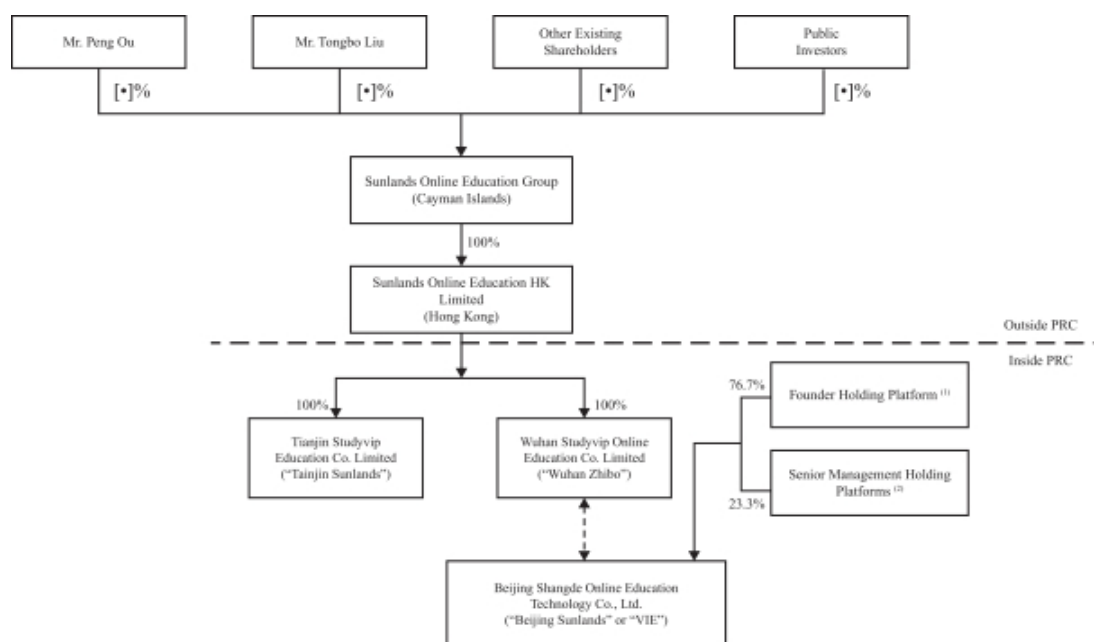 Mr. Peng Ou
Mr. Tongbo Liu
Other Existing
Shareholders
Public
Investors
[•]%
[•]%
[•]%
[•]%
Sunlands Online Education Group
(Cayman Islands)
100%
Sunlands Online Education HK
Limited
(Hong Kong)
Outside PRC
Inside PRC
100%
100%
76.7%
Founder Holding Platform (1)
Tianjin Studyvip
Education Co. Limited
(“Tainjin Sunlands”)
Wuhan Studyvip Online
Education Co. Limited
(“Wuhan Zhibo”)
Senior Management Holding
Platforms (2)
23.3%
Beijing Shangde Online Education
Technology Co., Ltd.
(“Beijing Sunlands” or “VIE”)